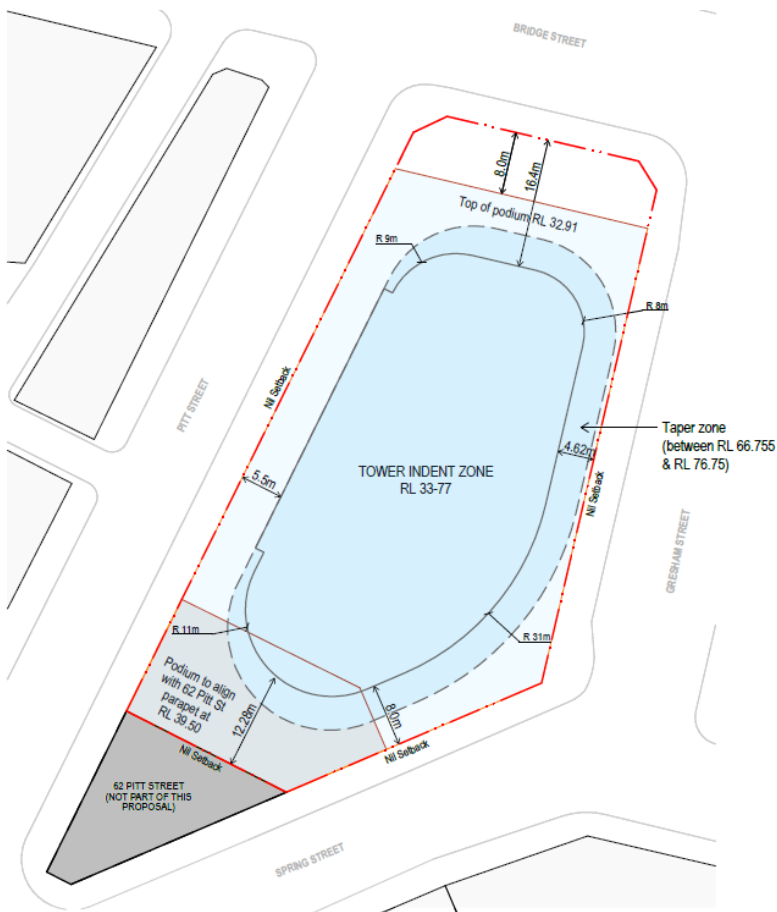 BRIDGE STREET
8.0m
16.4m
Top of podium RL 32.91
R 9m
R 8m
Nil Setback
PITT STREET
Taper zone
(between RL 66.755
& RL 76.75)
4.62m
TOWER INDENT ZONE
RL 33-77
5.5m
Nil Setback
GRESHAM STREET
R 11m
R 31m
Podium to align
with 62 Pitt St
parapet at
RL 39.50
12.28m
8.0m
Nil Setback
Nil Setback
62 PITT STREET
(NOT PART OF THIS
PROPOSAL)
SPRING STREET